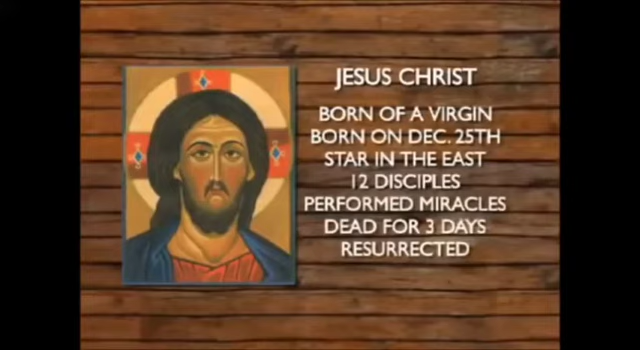 JESUS CHRIST
BORN OF A VIRGIN
BORN ON DEC. 25TH
STAR IN THE EAST
12 DISCIPLES
PERFORMED MIRACLES
DEAD FOR 3 DAYS
RESURRECTED